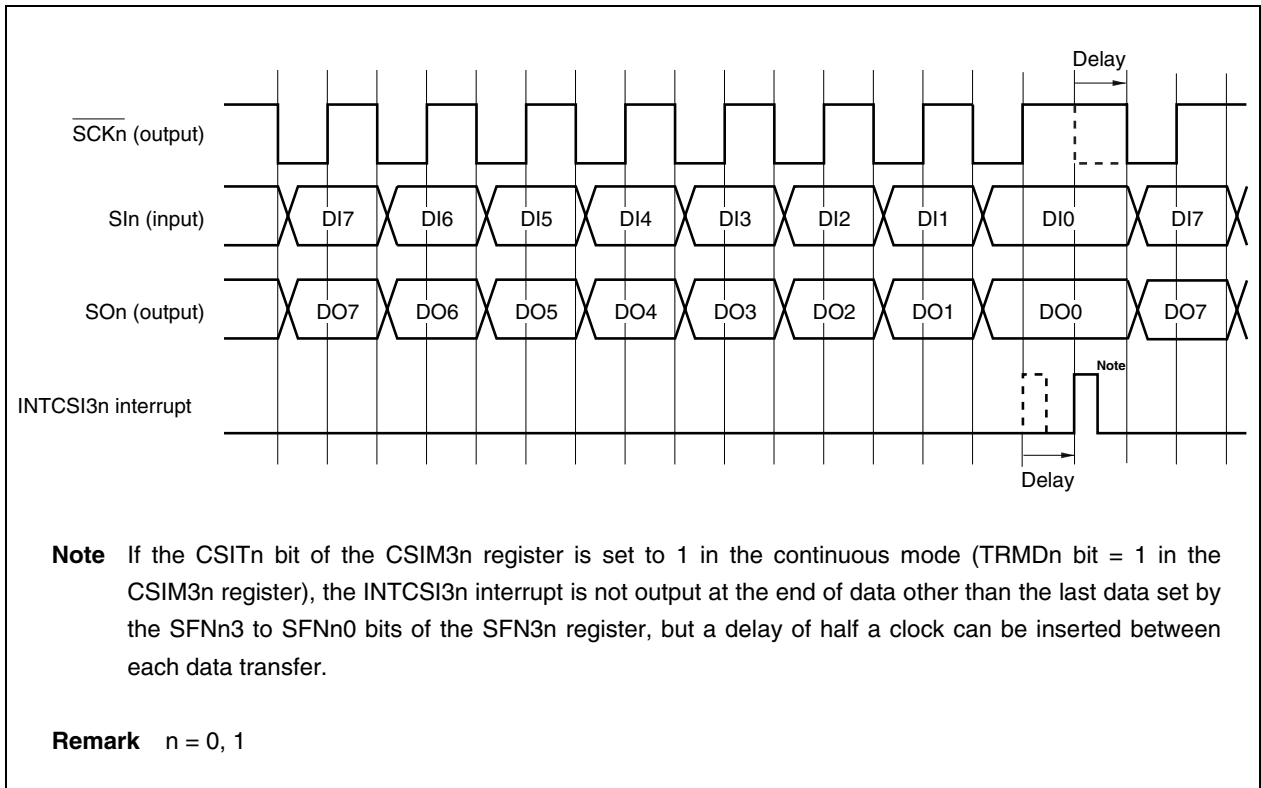 Delay
SCKn (output)
SIn (input) DI7 DI6 DI5 DI4 DI3 DI2 DI1 DI0 DI7
SOn (output) DO7 DO6 DO5 DO4 DO3 DO2 DO1 DO0 DO7
Note
INTCSI3n interrupt
Delay
Note If the CSITn bit of the CSIM3n register is set to 1 in the continuous mode (TRMDn bit = 1 in the
CSIM3n register), the INTCSI3n interrupt is not output at the end of data other than the last data set by
the SFNn3 to SFNn0 bits of the SFN3n register, but a delay of half a clock can be inserted between
each data transfer.
Remark n = 0, 1